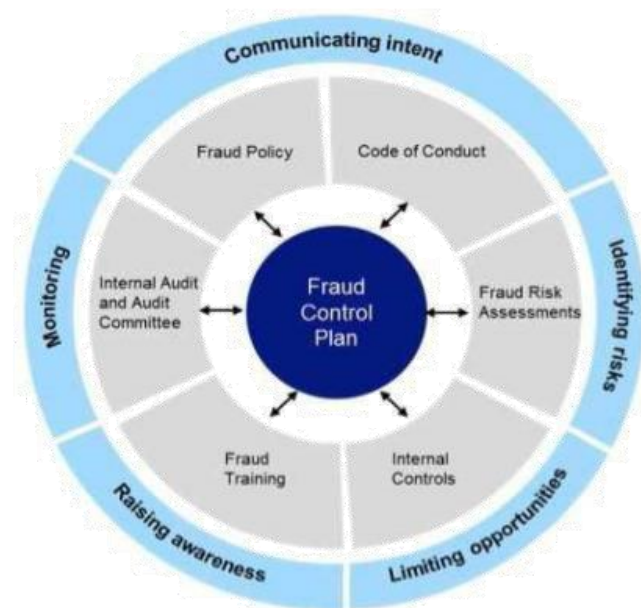 Communicating intent
Fraud Policy
Code of Conduct
Monitoring
Internal Audit
and Audit
Committee
Fraud
Control
Plan
Fraud Risk
Assessments
Identifying risks
Fraud
Training
Internal
Controls
Raising awareness
Limiting opportunities